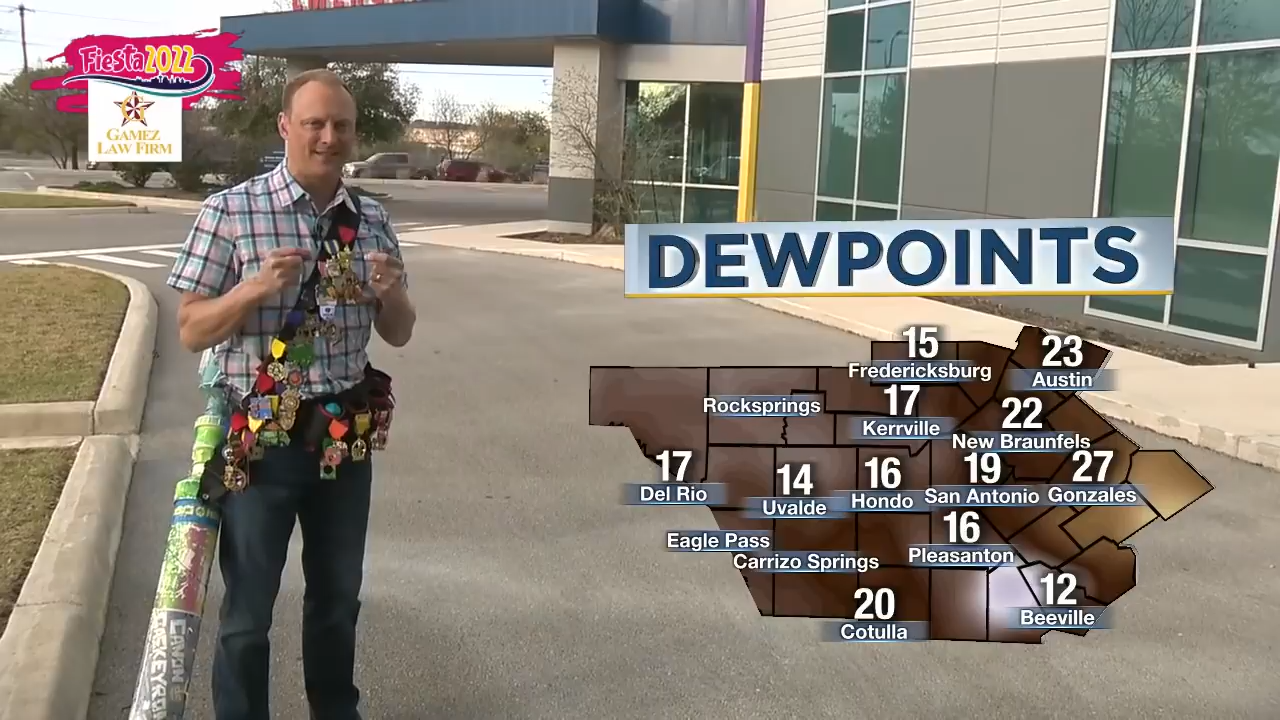 Fiesta2022
GAMEZ
LAW FIRM
DEWPOINTS
15
Fredericksburg
23
Austin
Rocksprings
17
Kerrville
22
New Braunfels
17
Del Rio
14
Uvalde
16
Hondo
19
San Antonio
27
Gonzales
Eagle Pass
Carrizo Springs
16
Pleasanton
20
Cotulla
12
Beeville